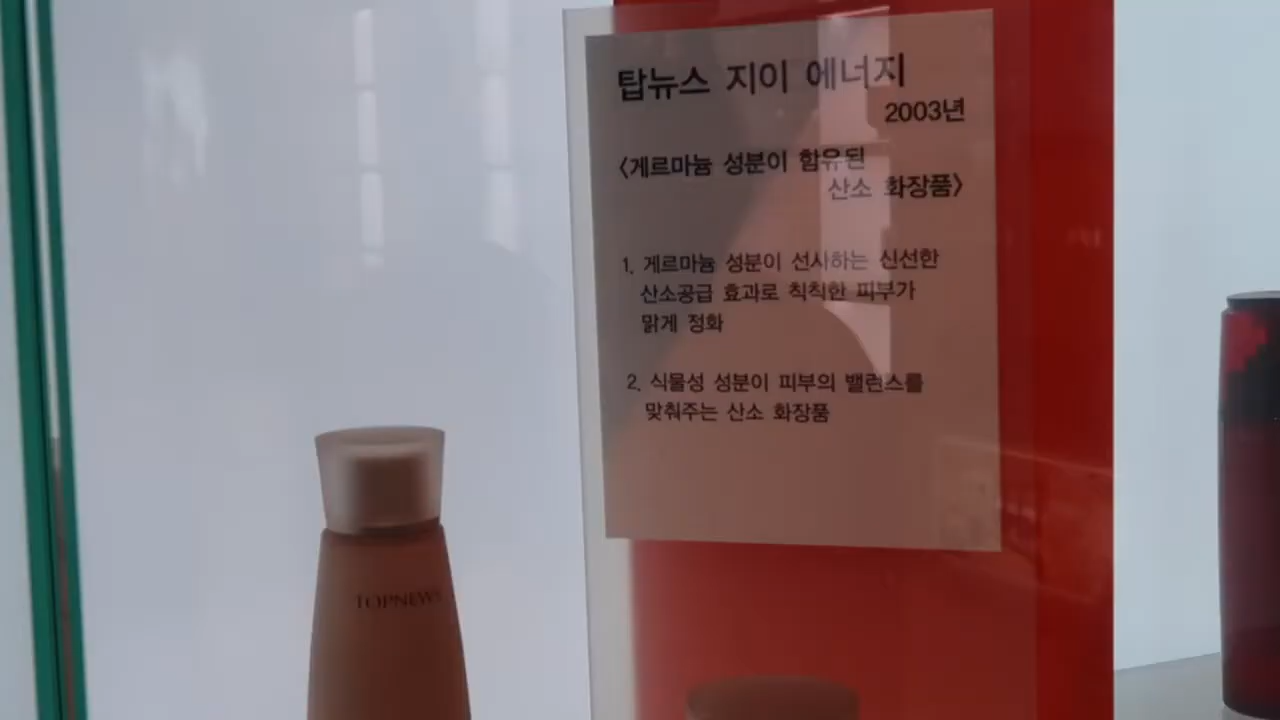 탑뉴스 지이 에너지
2003년
<게르마늄 성분이 함유된
산소 화장품>
1. 게르마늄 성분이 선사하는 신선한
산소공급 효과로 칙칙한 피부가
맑게 정화
2. 식물성 성분이 피부의 밸런스를
맞춰주는 산소 화장품
TOPNEWS